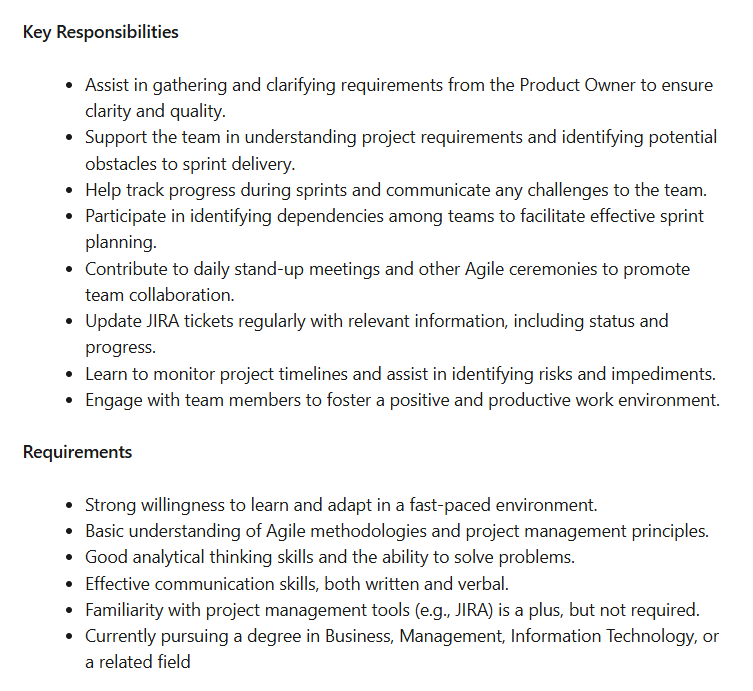 Key Responsibilities
Assist in gathering and clarifying requirements from the Product Owner to ensure
clarity and quality.
Support the team in understanding project requirements and identifying potential
obstacles to sprint delivery.
Help track progress during sprints and communicate any challenges to the team.
Participate in identifying dependencies among teams to facilitate effective sprint
planning.
Contribute to daily stand-up meetings and other Agile ceremonies to promote
team collaboration.
Update JIRA tickets regularly with relevant information, including status and
progress.
Learn to monitor project timelines and assist in identifying risks and impediments.
Engage with team members to foster a positive and productive work environment.
Requirements
Strong willingness to learn and adapt in a fast-paced environment.
Basic understanding of Agile methodologies and project management principles.
Good analytical thinking skills and the ability to solve problems.
Effective communication skills, both written and verbal.
Familiarity with project management tools (e.g., JIRA) is a plus, but not required.
Currently pursuing a degree in Business, Management, Information Technology, or
a related field